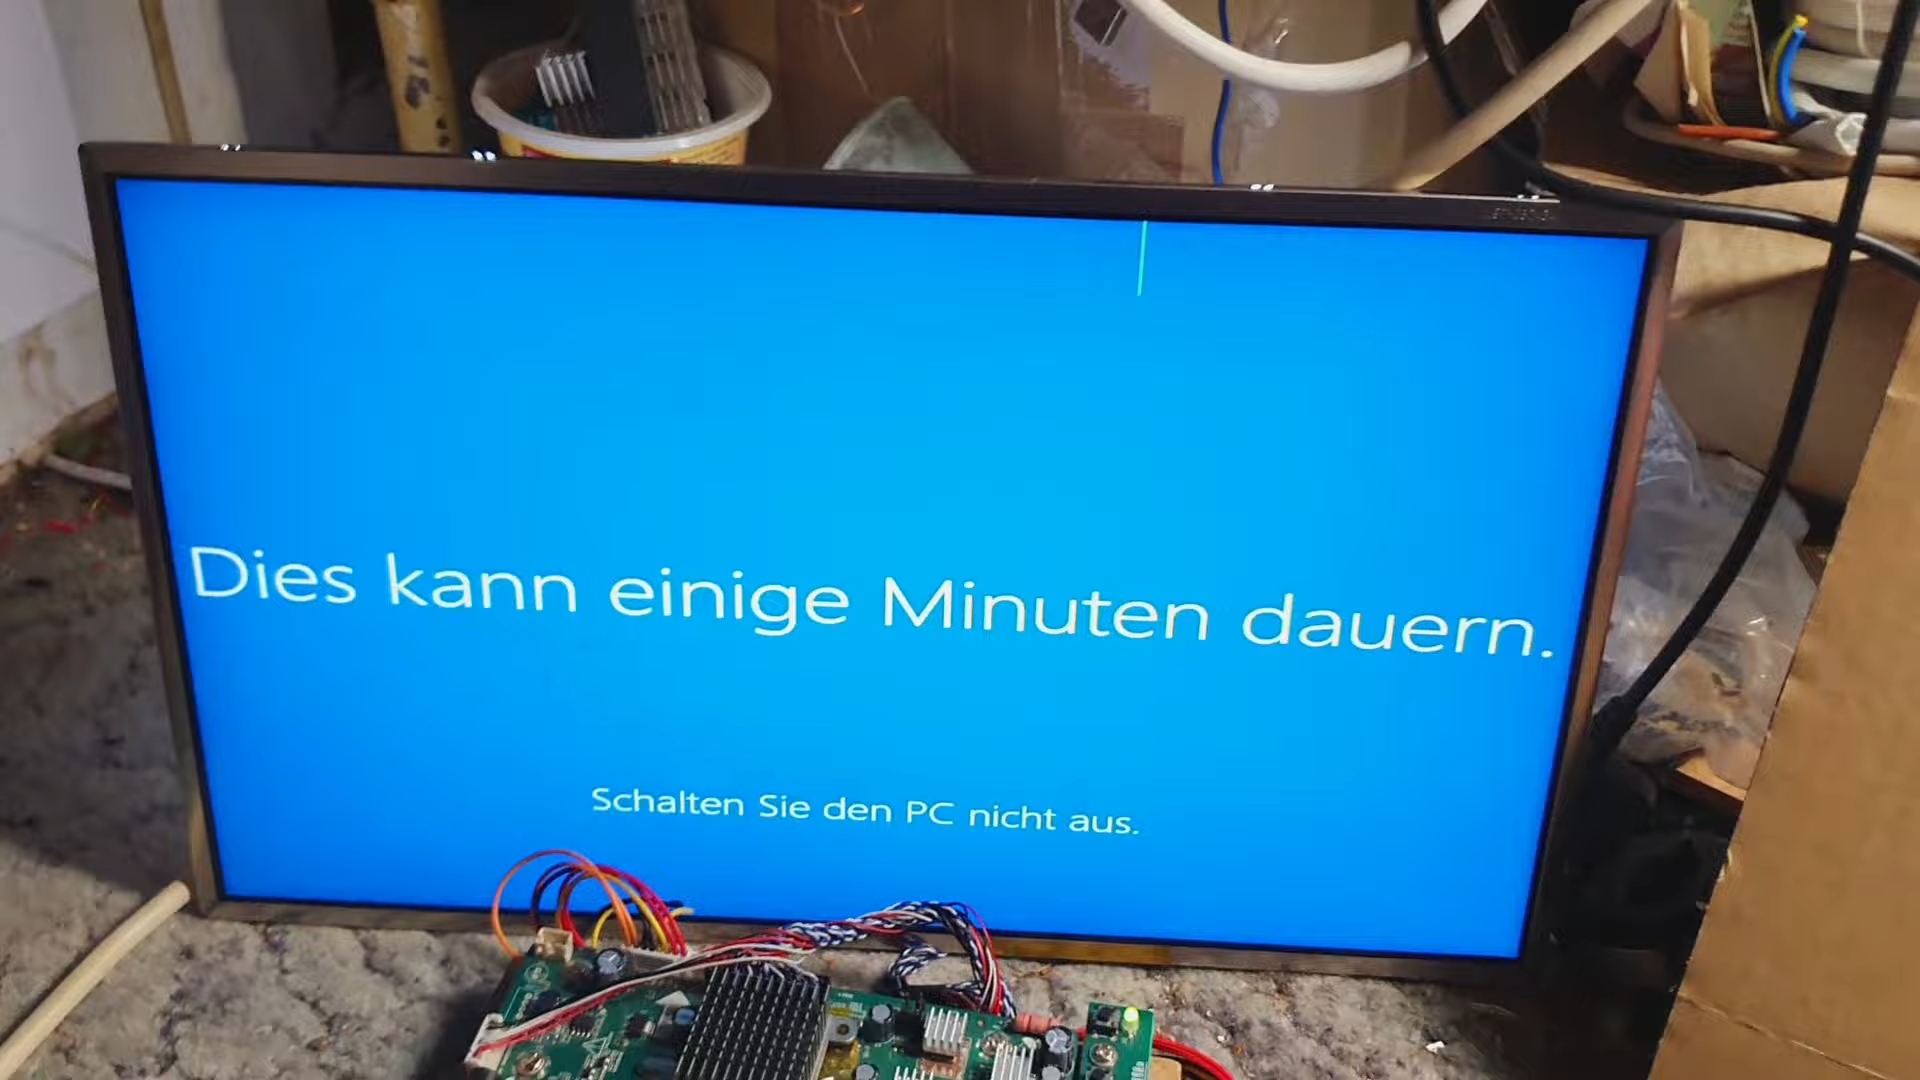 Dies kann einige Minuten dauern.
Schalten Sie den PC nicht aus.